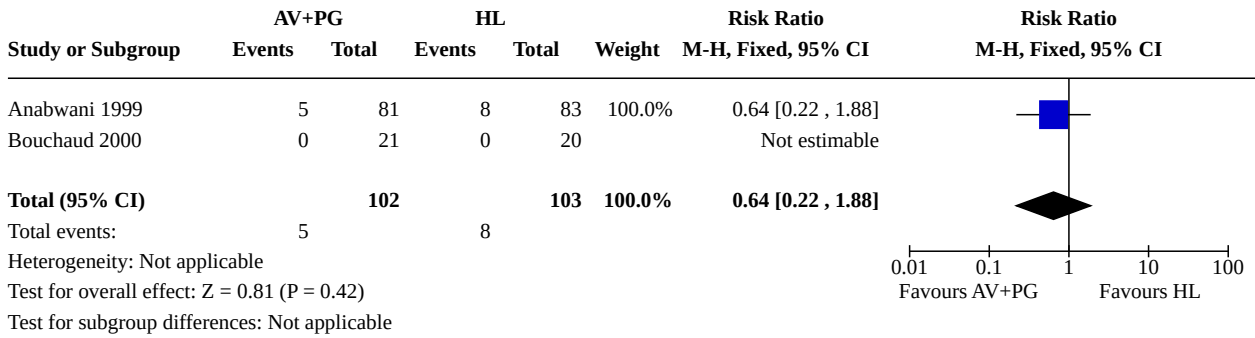 AV+PG HL Risk Ratio Risk Ratio
Study or Subgroup Events Total Events Total Weight M-H, Fixed, 95% CI M-H, Fixed, 95% CI
Anabwani 1999 5 81 8 83 100.0% 0.64 [0.22 , 1.88]
Bouchaud 2000 0 21 0 20 Not estimable
Total (95% CI) 102 103 100.0% 0.64 [0.22 , 1.88]
Total events: 5 8
Heterogeneity: Not applicable
0.01 0.1 1 10 100
Test for overall effect: Z = 0.81 (P = 0.42) Favours AV+PG Favours HL
Test for subgroup differences: Not applicable